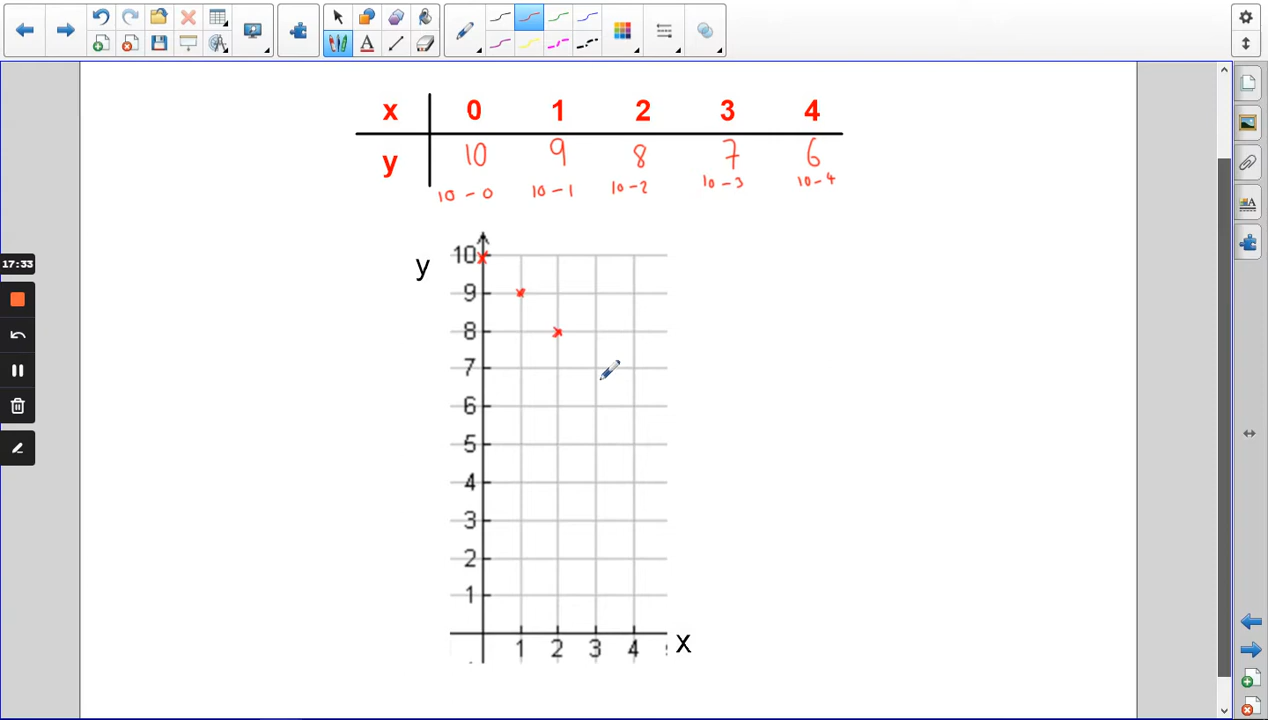 x 0 1 2 3 4
y 10 9 8 7 6
10-0 10-1 10-2 10-3 10-4
y
10
9
8
17:33
7
6
5
4
3
2
1
1 2 3 4
x